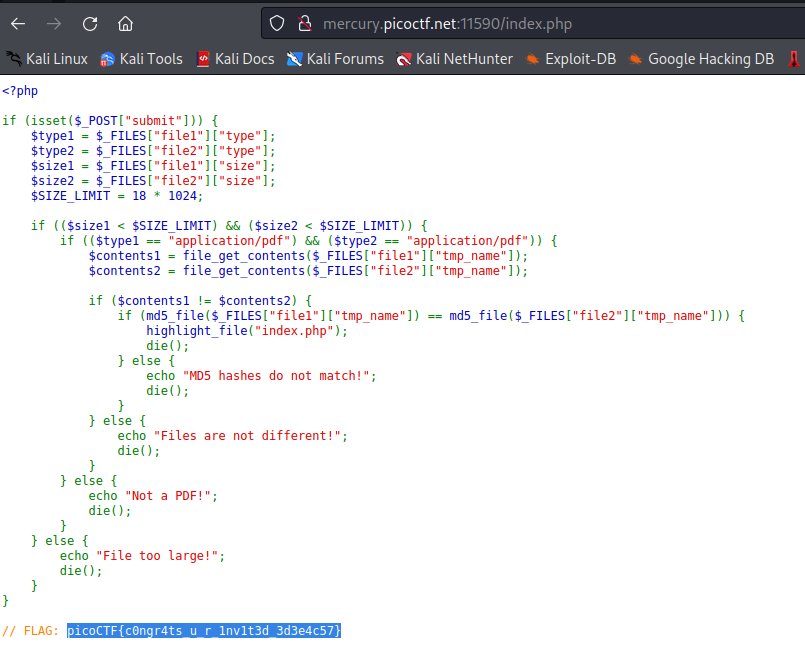 mercury.picoctf.net:11590/index.php
Kali Linux Kali Tools Kali Docs Kali Forums Kali NetHunter Exploit-DB Google Hacking DB
<?php
if (isset($_POST["submit"])) {
    $type1 = $_FILES["file1"]["type"];
    $type2 = $_FILES["file2"]["type"];
    $size1 = $_FILES["file1"]["size"];
    $size2 = $_FILES["file2"]["size"];
    $SIZE_LIMIT = 18 * 1024;
    if (($size1 < $SIZE_LIMIT) && ($size2 < $SIZE_LIMIT)) {
        if (($type1 == "application/pdf") && ($type2 == "application/pdf")) {
            $contents1 = file_get_contents($_FILES["file1"]["tmp_name"]);
            $contents2 = file_get_contents($_FILES["file2"]["tmp_name"]);
            if ($contents1 != $contents2) {
                if (md5_file($_FILES["file1"]["tmp_name"]) == md5_file($_FILES["file2"]["tmp_name"])) {
                    highlight_file("index.php");
                    die();
                } else {
                    echo "MD5 hashes do not match!";
                    die();
                }
            } else {
                echo "Files are not different!";
                die();
            }
        } else {
            echo "Not a PDF!";
            die();
        }
    } else {
        echo "File too large!";
        die();
    }
}
// FLAG: picoCTF{c0ngr4ts_u_r_1nv1t3d_3d3e4c57}